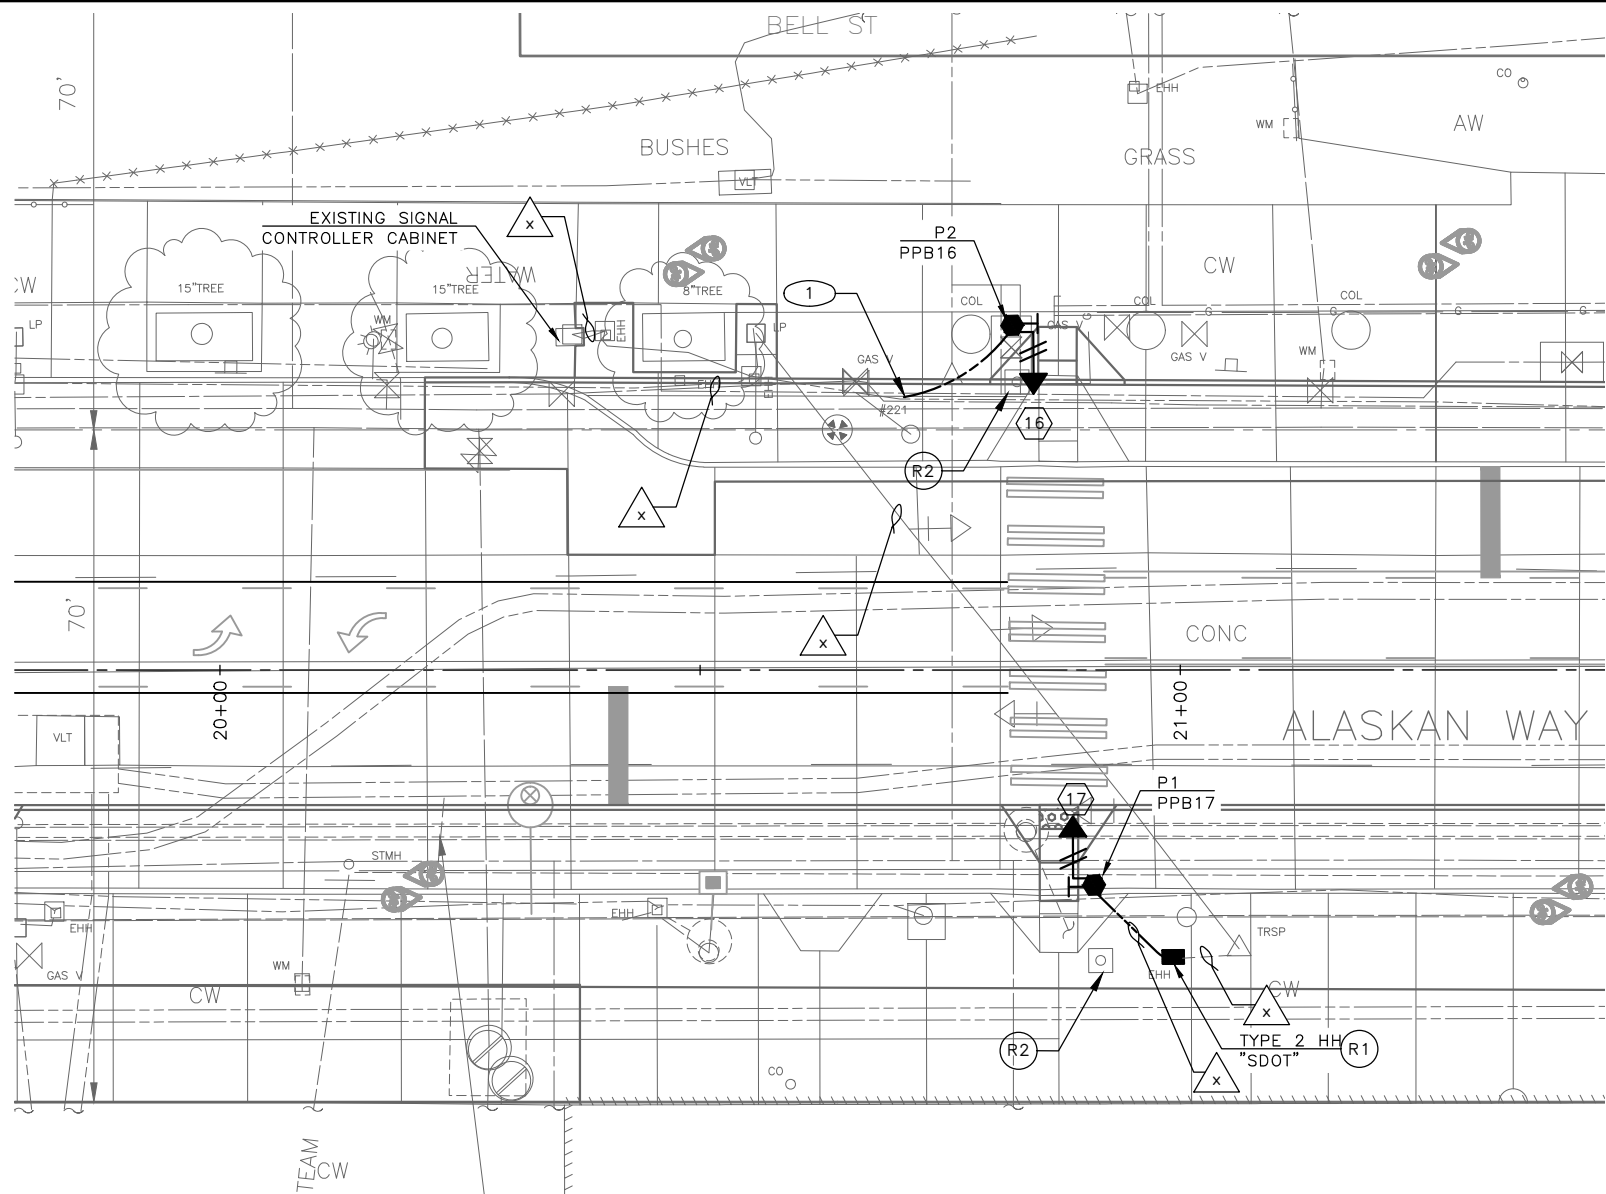 BELL ST
70'
CO
EHH
WM
AW
BUSHES
GRASS
VLT
EXISTING SIGNAL
CONTROLLER CABINET
x
P2
PPB16
CW
CW
WATER
15"TREE
15"TREE
8"TREE
1
COL
COL
COL
G
G
G
LP
WM
EHH
LP
GAS V
GAS V
WM
#221
16
R2
x
70'
x
CONC
20+00
21+00
ALASKAN WAY
VLT
17
P1
PPB17
STMH
EHH
EHH
TRSP
GAS V
WM
CW
EHH
CW
x
R2
TYPE 2 HH
"SDOT"
R1
CO
x
TEAM
CW